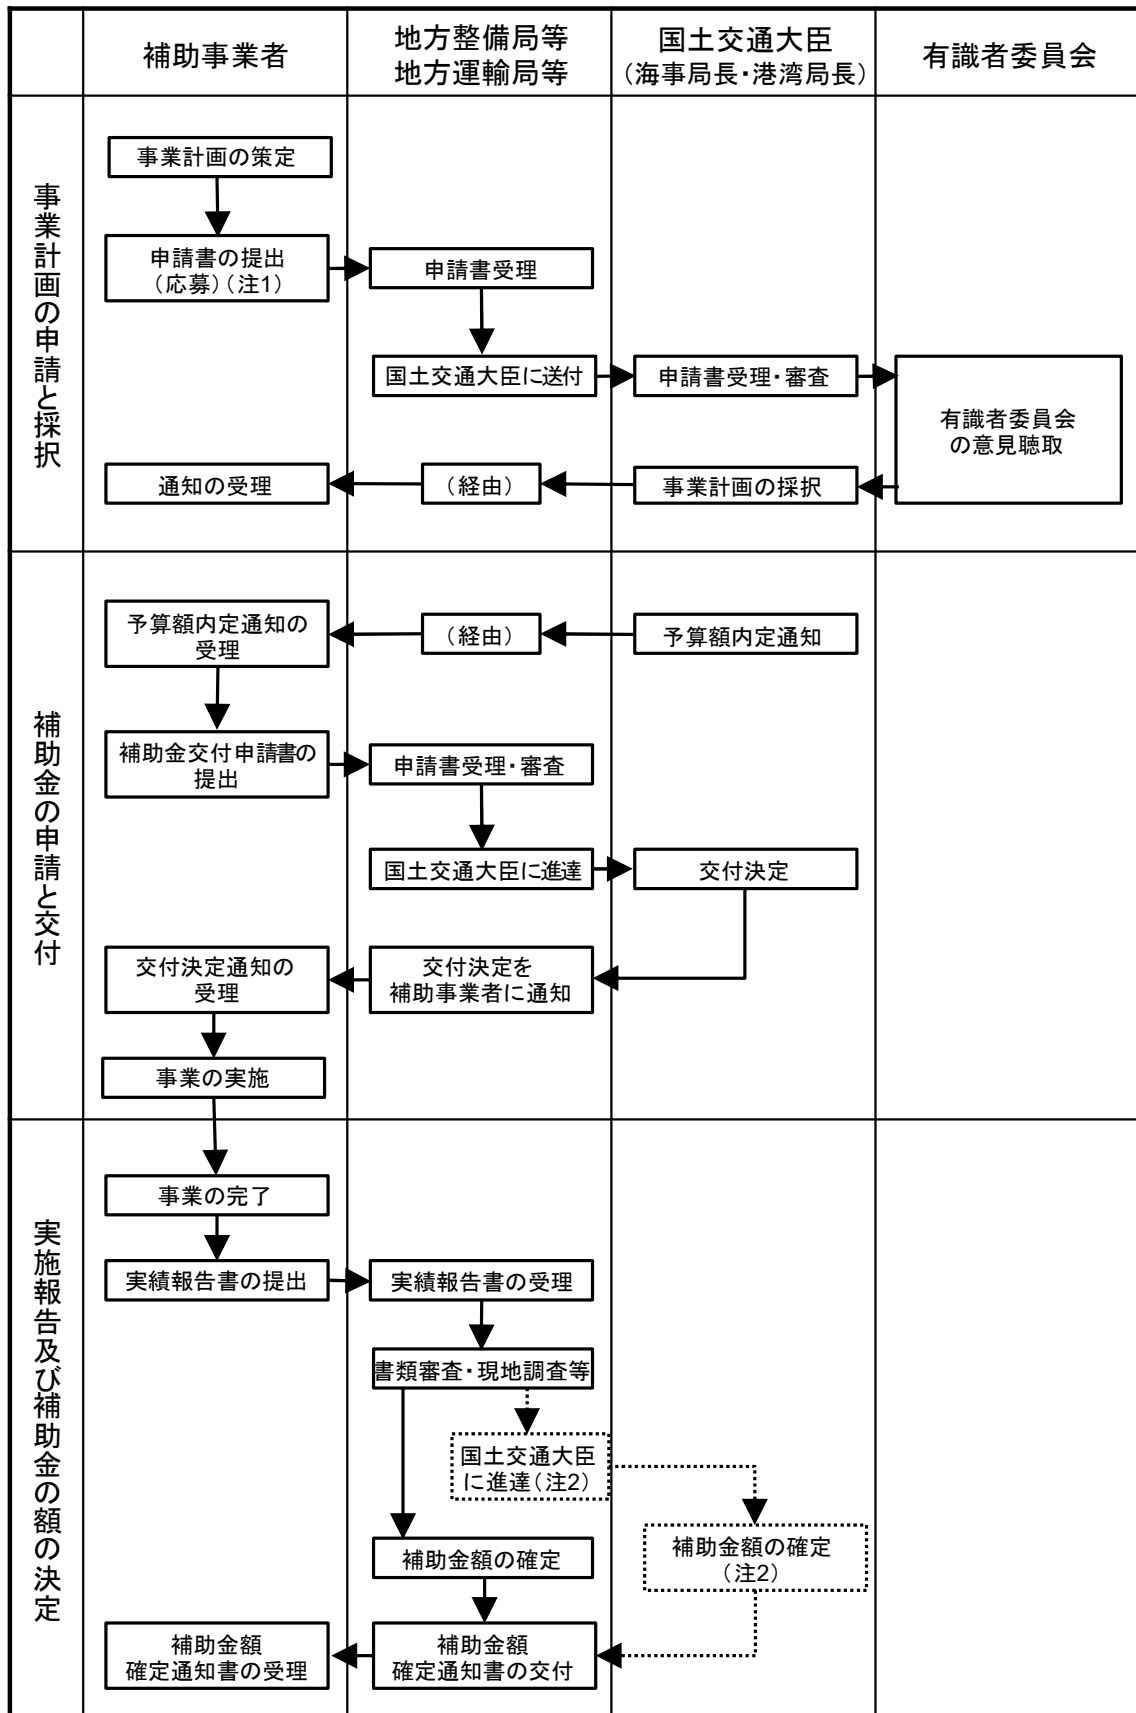 補助事業者
地方整備局等
地方運輸局等
国土交通大臣
（海事局長・港湾局長）
有識者委員会
事業計画の申請と採択
事業計画の策定
申請書の提出
（応募）（注1）
申請書受理
国土交通大臣に送付
申請書受理・審査
有識者委員会
の意見聴取
通知の受理
（経由）
事業計画の採択
補助金の申請と交付
予算額内定通知の
受理
（経由）
予算額内定通知
補助金交付申請書の
提出
申請書受理・審査
国土交通大臣に進達
交付決定
交付決定通知の
受理
交付決定を
補助事業者に通知
事業の実施
実施報告及び補助金の額の決定
事業の完了
実績報告書の提出
実績報告書の受理
書類審査・現地調査等
国土交通大臣
に進達（注2）
補助金額の確定
補助金額の確定
（注2）
補助金額
確定通知書の受理
補助金額
確定通知書の交付